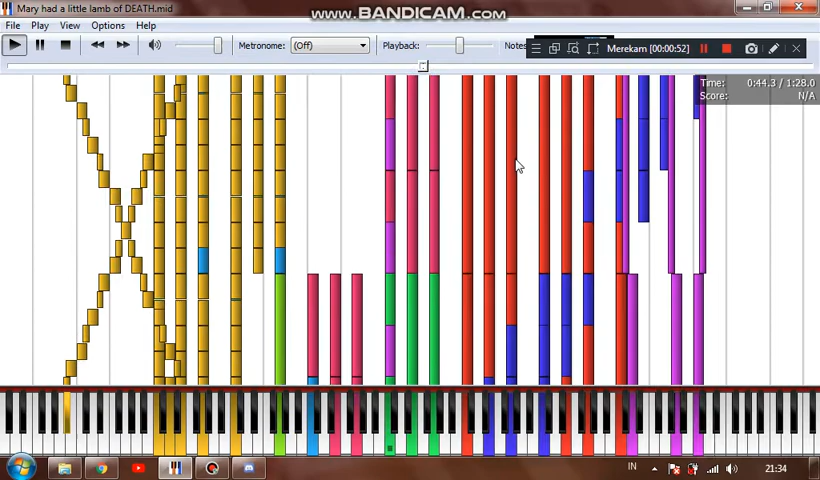 Mary had a little lamb of DEATH.mid
www.BANDICAM.com
File Play View Options Help
Metronome: (Off) Playback: Notes
Merekam [00:00:52]
Time: 0:44.3 / 1:28.0
Score: N/A
IN 21:34